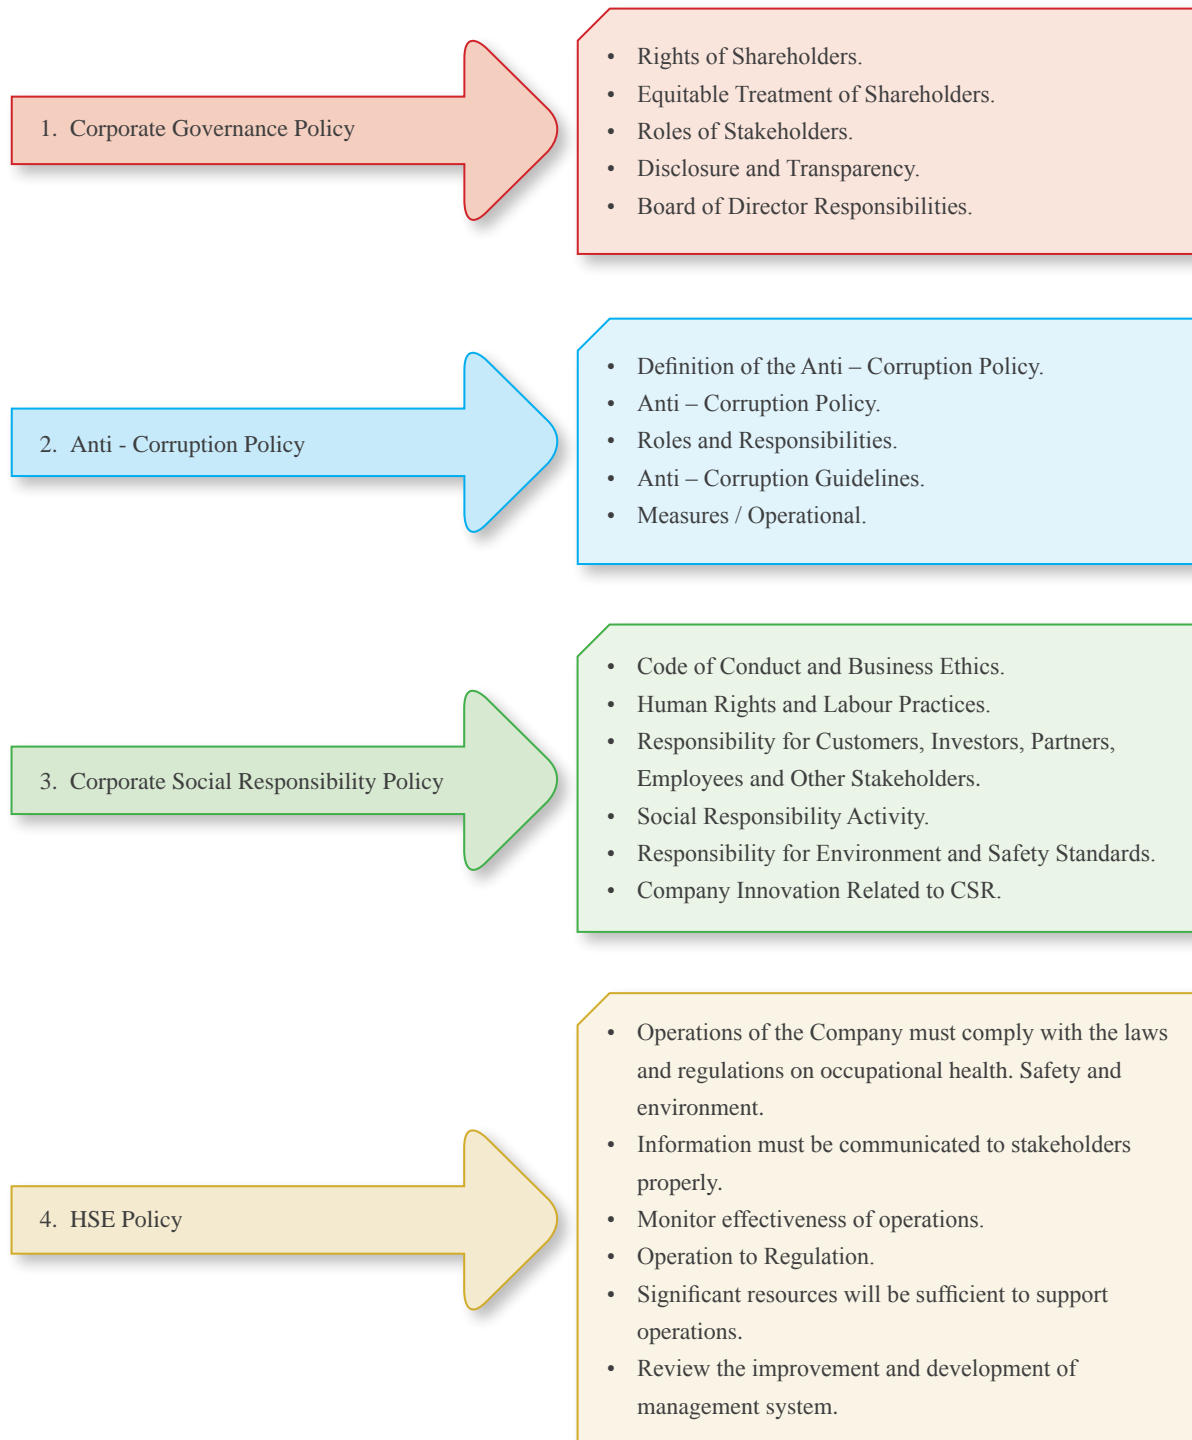 1. Corporate Governance Policy
• Rights of Shareholders.
• Equitable Treatment of Shareholders.
• Roles of Stakeholders.
• Disclosure and Transparency.
• Board of Director Responsibilities.
2. Anti - Corruption Policy
• Definition of the Anti – Corruption Policy.
• Anti – Corruption Policy.
• Roles and Responsibilities.
• Anti – Corruption Guidelines.
• Measures / Operational.
3. Corporate Social Responsibility Policy
• Code of Conduct and Business Ethics.
• Human Rights and Labour Practices.
• Responsibility for Customers, Investors, Partners,
Employees and Other Stakeholders.
• Social Responsibility Activity.
• Responsibility for Environment and Safety Standards.
• Company Innovation Related to CSR.
4. HSE Policy
• Operations of the Company must comply with the laws
and regulations on occupational health. Safety and
environment.
• Information must be communicated to stakeholders
properly.
• Monitor effectiveness of operations.
• Operation to Regulation.
• Significant resources will be sufficient to support
operations.
• Review the improvement and development of
management system.